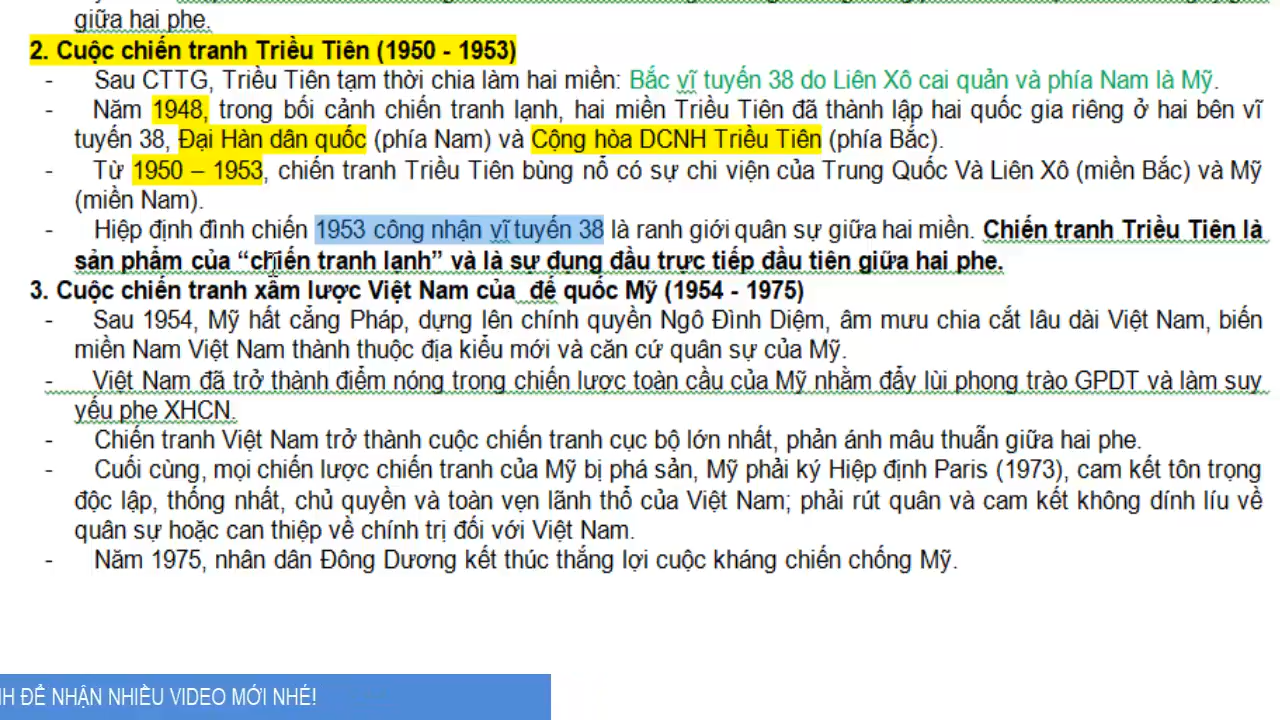 giữa hai phe.
2. Cuộc chiến tranh Triều Tiên (1950 - 1953)
- Sau CTTG, Triều Tiên tạm thời chia làm hai miền: Bắc vĩ tuyến 38 do Liên Xô cai quản và phía Nam là Mỹ.
- Năm 1948, trong bối cảnh chiến tranh lạnh, hai miền Triều Tiên đã thành lập hai quốc gia riêng ở hai bên vĩ
tuyến 38, Đại Hàn dân quốc (phía Nam) và Cộng hòa DCNH Triều Tiên (phía Bắc).
- Từ 1950 – 1953, chiến tranh Triều Tiên bùng nổ có sự chi viện của Trung Quốc Và Liên Xô (miền Bắc) và Mỹ
(miền Nam).
- Hiệp định đình chiến 1953 công nhận vĩ tuyến 38 là ranh giới quân sự giữa hai miền. Chiến tranh Triều Tiên là
sản phẩm của “chiến tranh lạnh” và là sự đụng đầu trực tiếp đầu tiên giữa hai phe.
3. Cuộc chiến tranh xâm lược Việt Nam của đế quốc Mỹ (1954 - 1975)
- Sau 1954, Mỹ hất cẳng Pháp, dựng lên chính quyền Ngô Đình Diệm, âm mưu chia cắt lâu dài Việt Nam, biến
miền Nam Việt Nam thành thuộc địa kiểu mới và căn cứ quân sự của Mỹ.
- Việt Nam đã trở thành điểm nóng trong chiến lược toàn cầu của Mỹ nhằm đẩy lùi phong trào GPDT và làm suy
yếu phe XHCN.
- Chiến tranh Việt Nam trở thành cuộc chiến tranh cục bộ lớn nhất, phản ánh mâu thuẫn giữa hai phe.
- Cuối cùng, mọi chiến lược chiến tranh của Mỹ bị phá sản, Mỹ phải ký Hiệp định Paris (1973), cam kết tôn trọng
độc lập, thống nhất, chủ quyền và toàn vẹn lãnh thổ của Việt Nam; phải rút quân và cam kết không dính líu về
quân sự hoặc can thiệp về chính trị đối với Việt Nam.
- Năm 1975, nhân dân Đông Dương kết thúc thắng lợi cuộc kháng chiến chống Mỹ.
ĐỂ NHẬN NHIỀU VIDEO MỚI NHÉ!